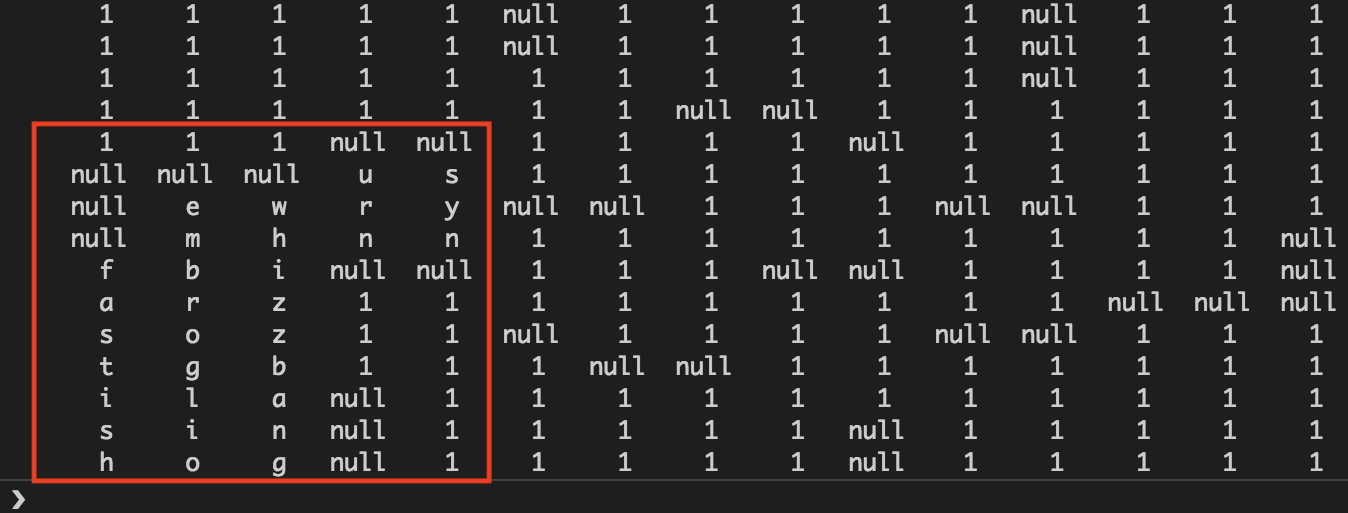 1 1 1 1 1 null 1 1 1 1 1 null 1 1 1
1 1 1 1 1 null 1 1 1 1 1 null 1 1 1
1 1 1 1 1 1 1 1 1 1 1 null 1 1 1
1 1 1 1 1 1 1 null null 1 1 1 1 1 1
1 1 1 null null 1 1 1 1 null 1 1 1 1 1
null null null u s 1 1 1 1 1 1 1 1 1 1
null e w r y null null 1 1 1 null null 1 1 1
null m h n n 1 1 1 1 1 1 1 1 1 null
f b i null null 1 1 1 null null 1 1 1 1 null
a r z 1 1 1 1 1 1 1 1 1 null null null
s o z 1 1 null 1 1 1 1 null null 1 1 1
t g b 1 1 1 null null 1 1 1 1 1 1 1
i l a null 1 1 1 1 1 1 1 1 1 1 1
s i n null 1 1 1 1 1 null 1 1 1 1 1
h o g null 1 1 1 1 1 null 1 1 1 1 1
❯